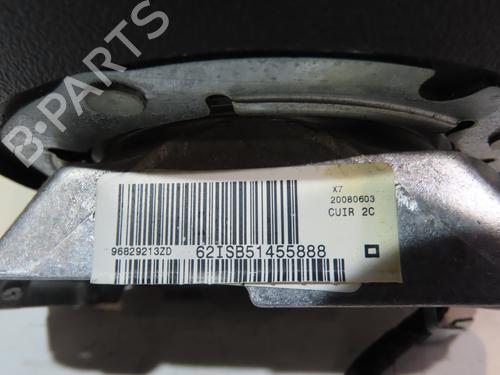 B-PARTS
X7
20080603
CUIR 2C
96829213ZD
62ISB51455888